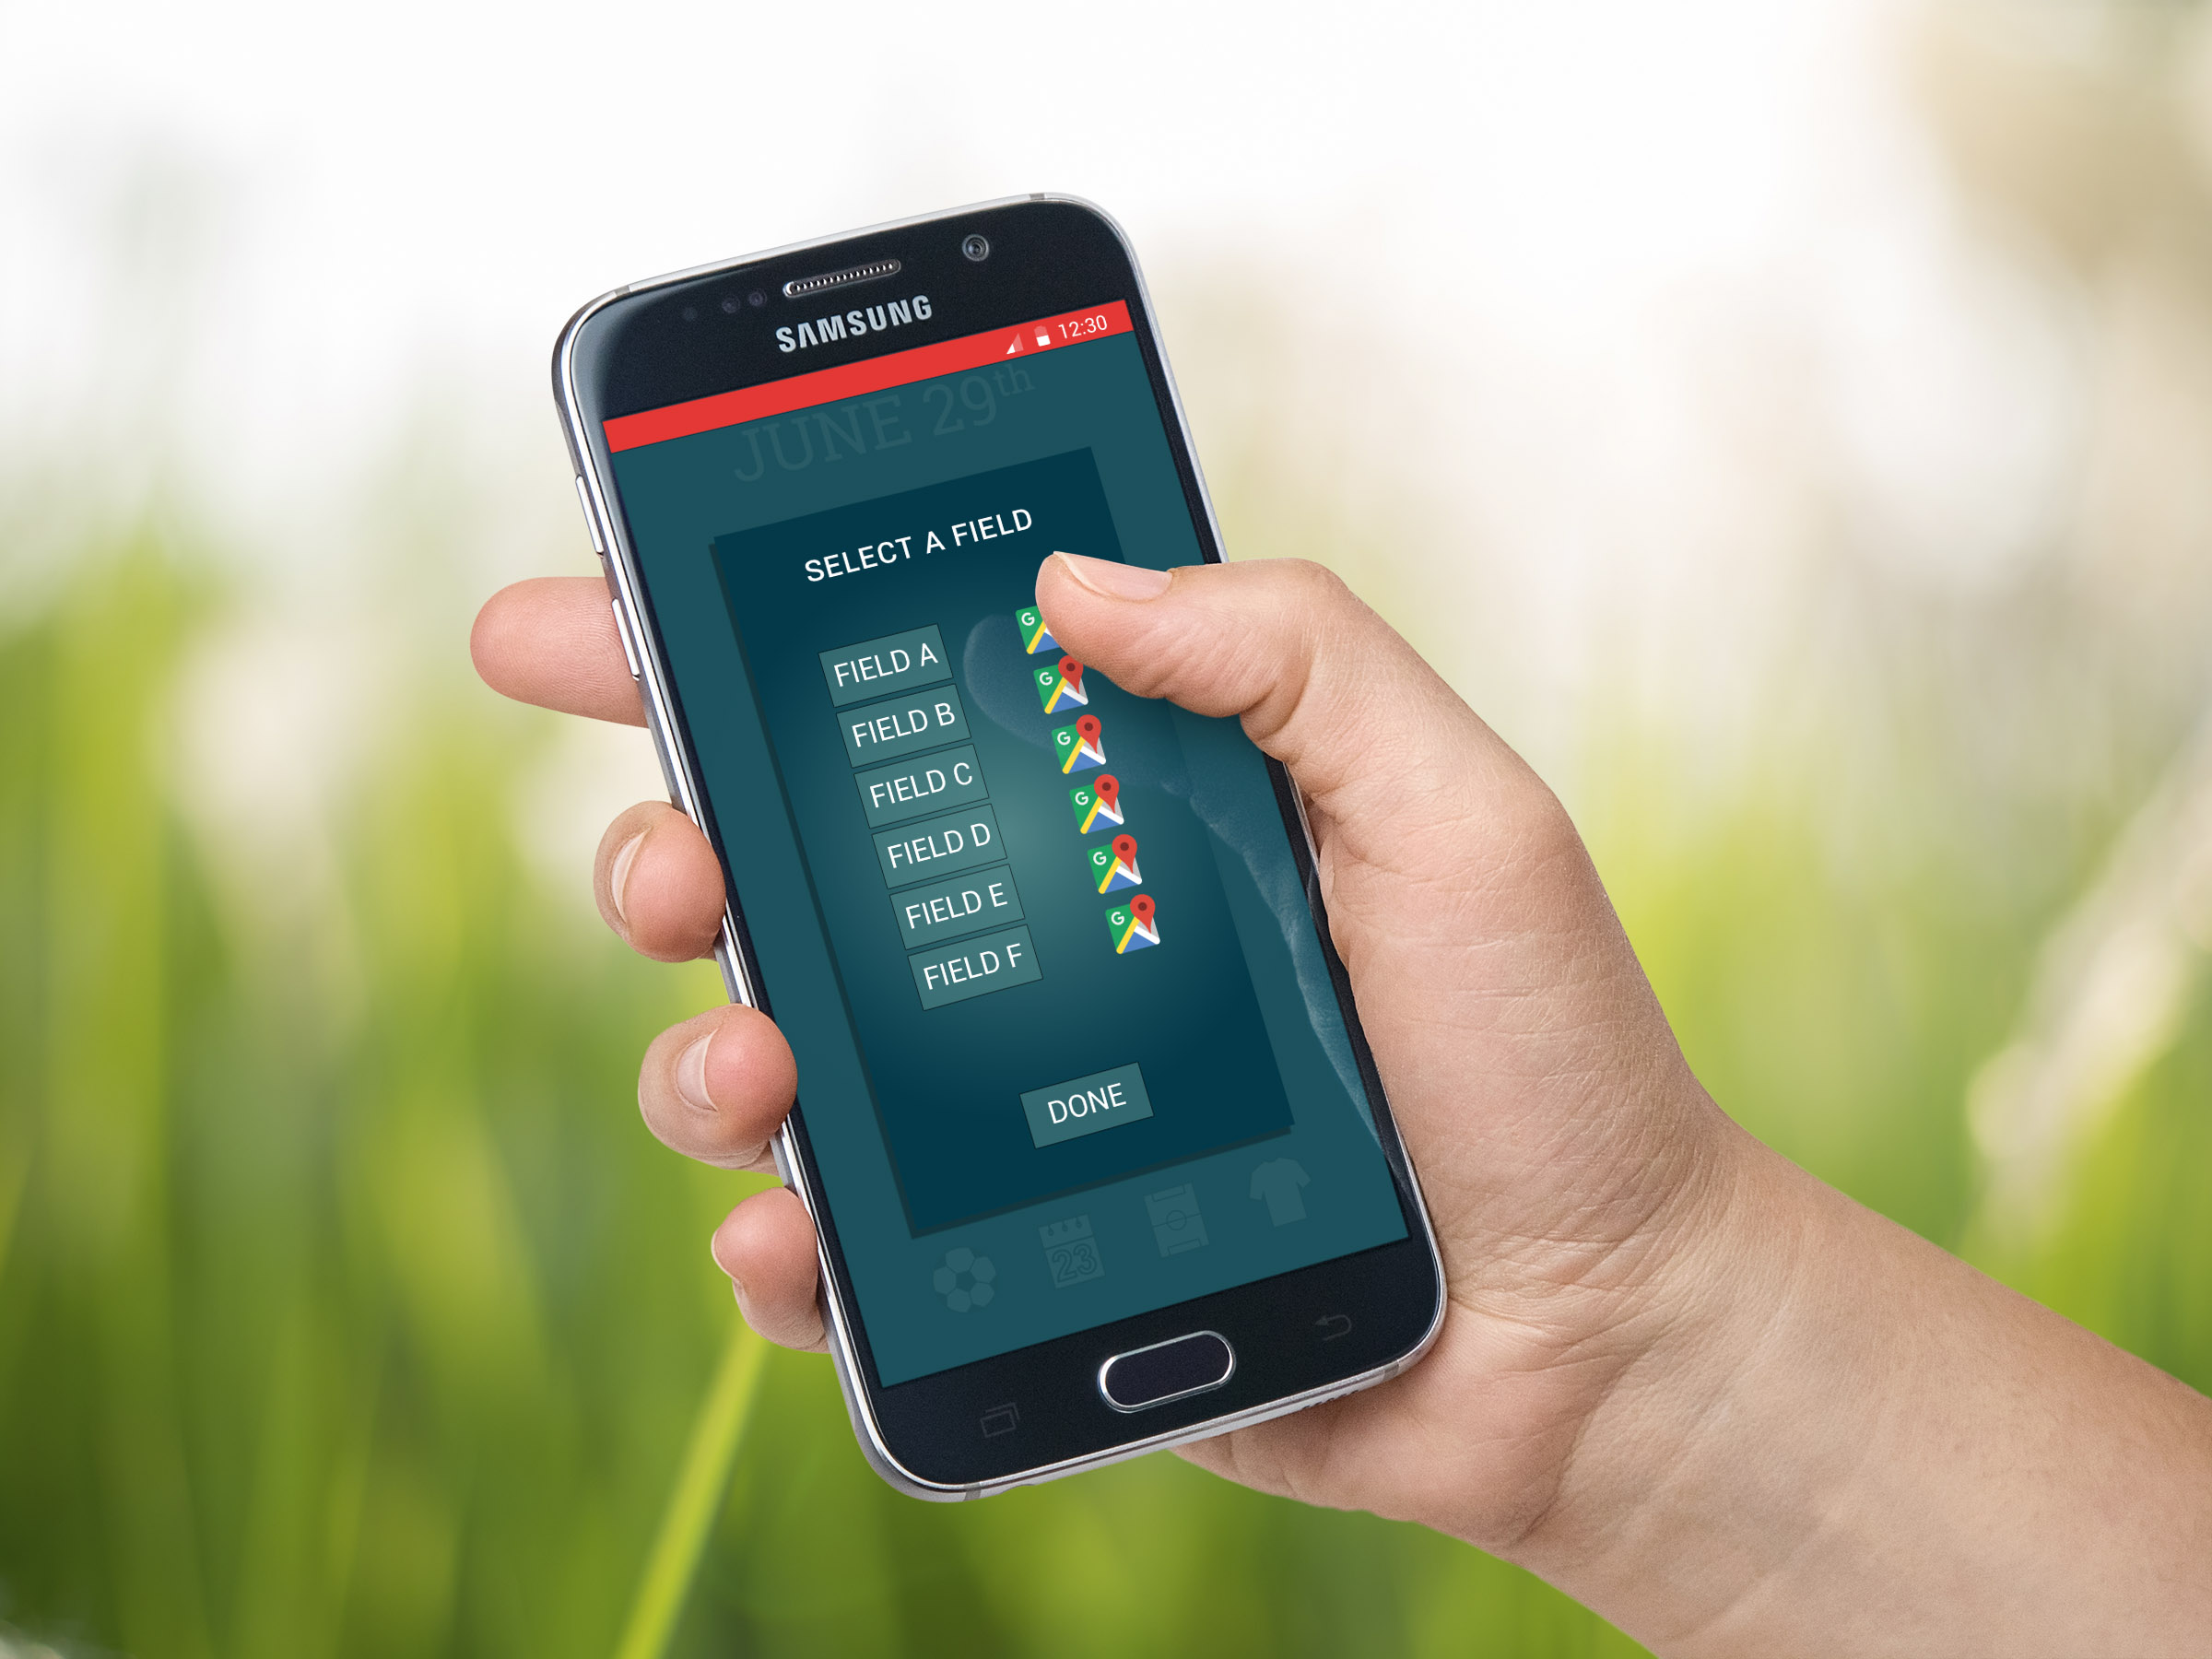 SAMSUNG
12:30
JUNE 29th
SELECT A FIELD
FIELD A
G
FIELD B
G
FIELD C
G
FIELD D
G
FIELD E
G
FIELD F
G
DONE
23